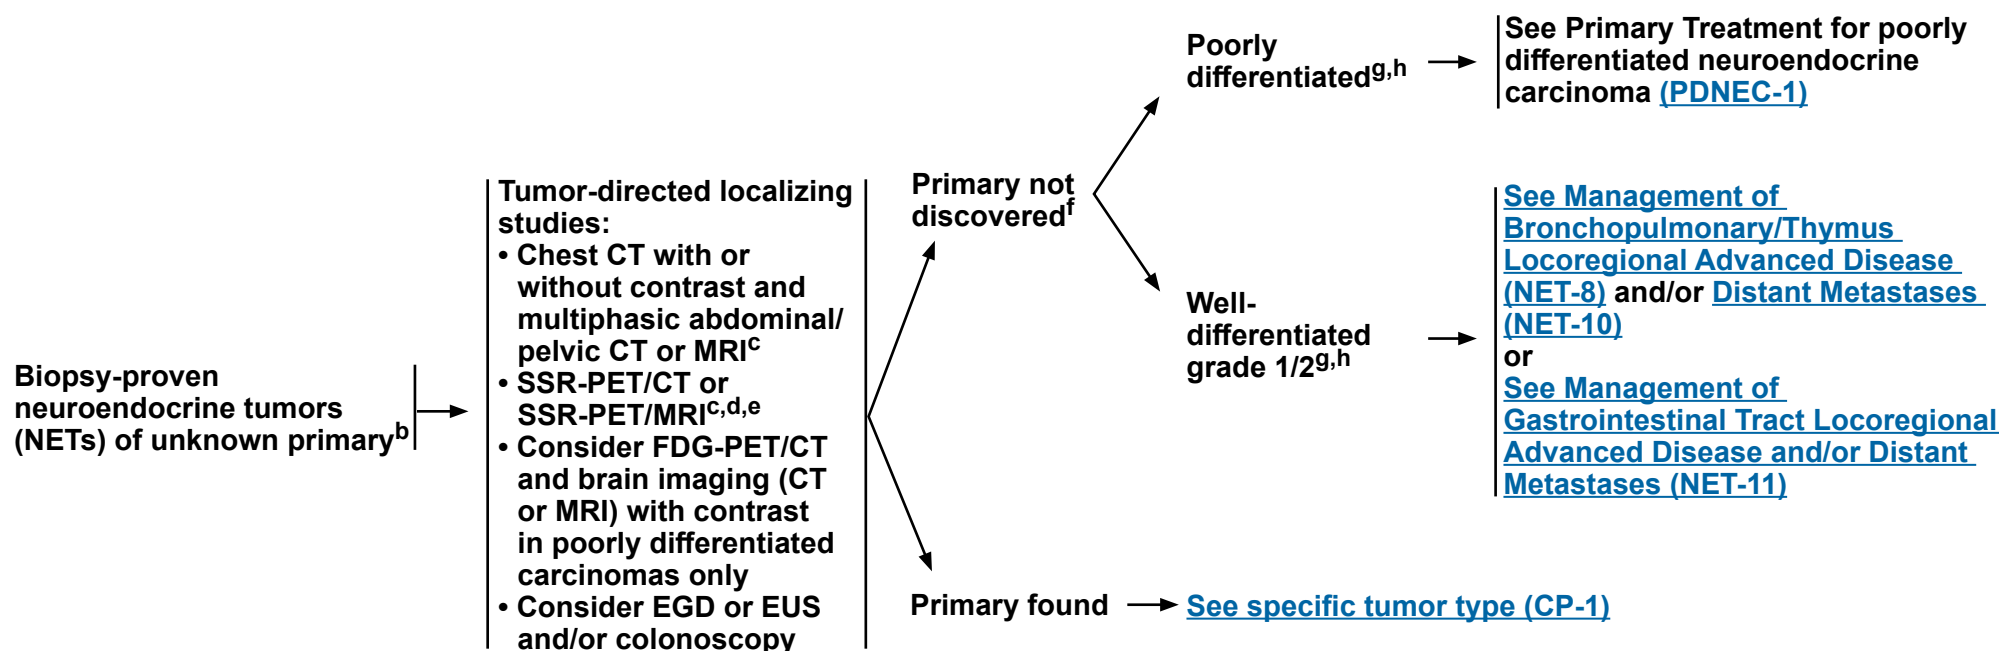 Biopsy-proven
neuroendocrine tumors
(NETs) of unknown primaryb
Tumor-directed localizing
studies:
• Chest CT with or
without contrast and
multiphasic abdominal/
pelvic CT or MRIc
• SSR-PET/CT or
SSR-PET/MRIc,d,e
• Consider FDG-PET/CT
and brain imaging (CT
or MRI) with contrast
in poorly differentiated
carcinomas only
• Consider EGD or EUS
and/or colonoscopy
Primary not
discoveredf
Poorly
differentiatedg,h
See Primary Treatment for poorly
differentiated neuroendocrine
carcinoma (PDNEC-1)
Well-
differentiated
grade 1/2g,h
See Management of
Bronchopulmonary/Thymus
Locoregional Advanced Disease
(NET-8) and/or Distant Metastases
(NET-10)
or
See Management of
Gastrointestinal Tract Locoregional
Advanced Disease and/or Distant
Metastases (NET-11)
Primary found
See specific tumor type (CP-1)